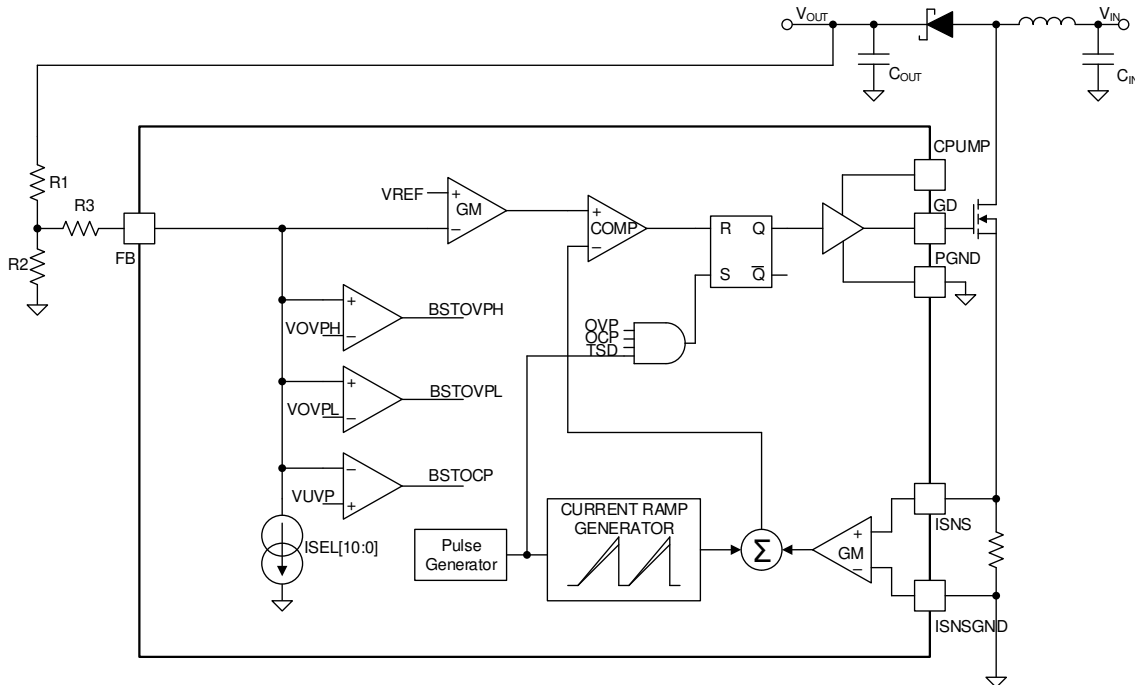 VOUT
VIN
COUT
CIN
CPUMP
R1
VREF
+
GM
−
+
COMP
−
R Q
S Q̅
GD
R3
FB
R2
PGND
+
VOVPH −
BSTOVPH
OVP
OCP
TSD
+
VOVPL −
BSTOVPL
−
VUVP +
BSTOCP
ISEL[10:0]
Pulse
Generator
CURRENT RAMP
GENERATOR
Σ
+
GM
−
ISNS
ISNSGND